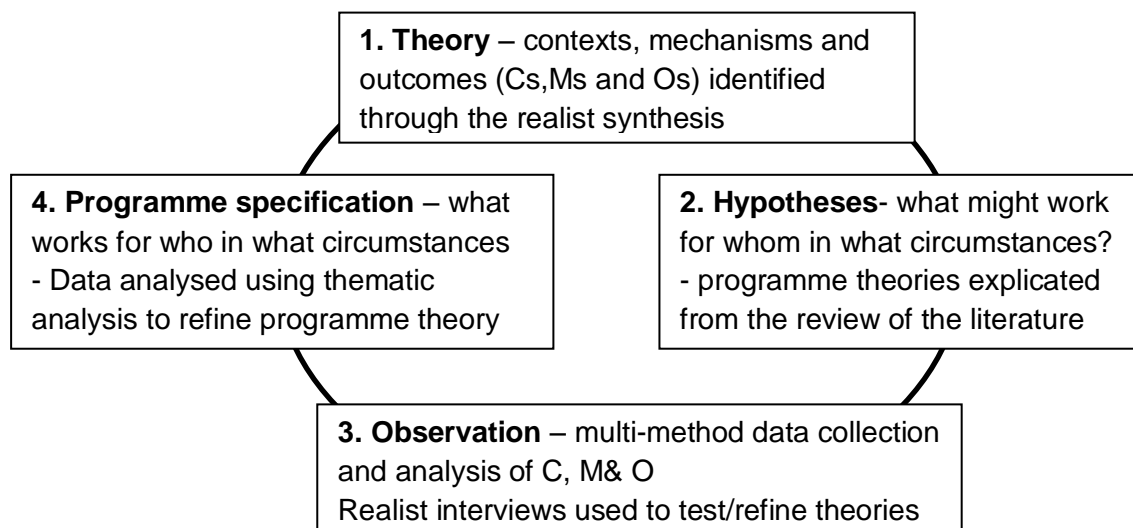 1. Theory – contexts, mechanisms and
outcomes (Cs,Ms and Os) identified
through the realist synthesis
2. Hypotheses- what might work
for whom in what circumstances?
- programme theories explicated
from the review of the literature
3. Observation – multi-method data collection
and analysis of C, M& O
Realist interviews used to test/refine theories
4. Programme specification – what
works for who in what circumstances
- Data analysed using thematic
analysis to refine programme theory